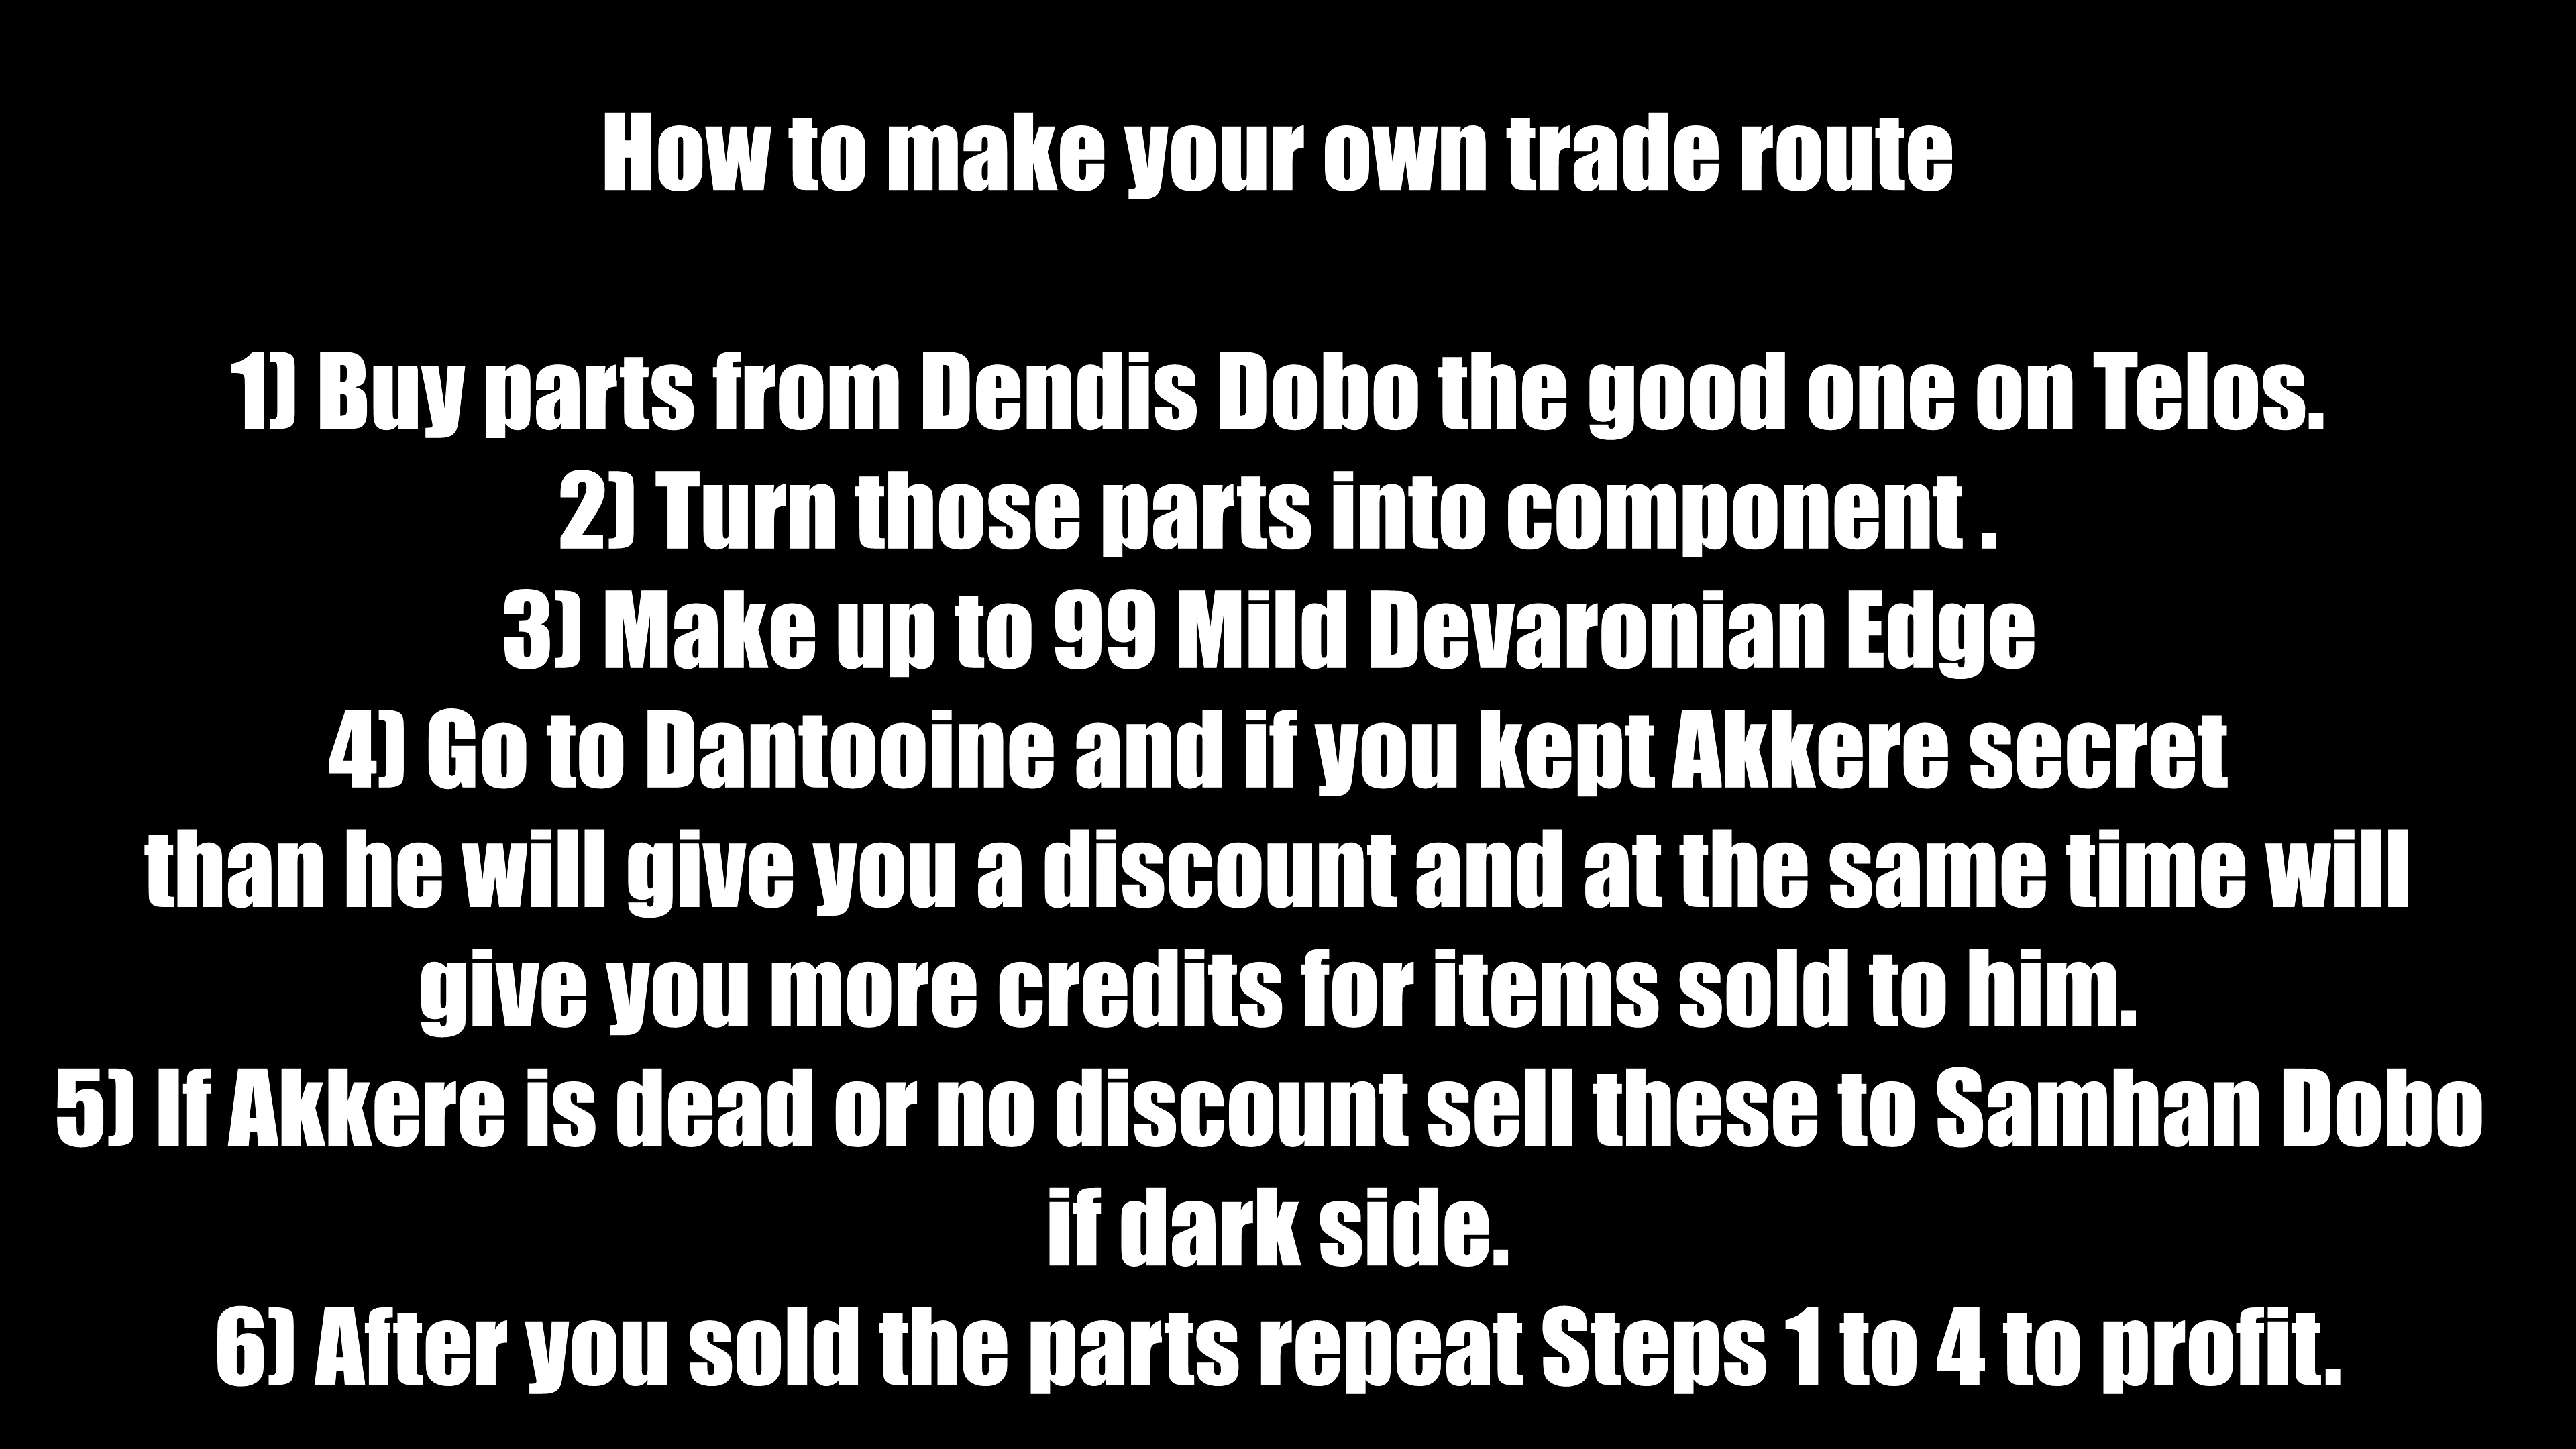 How to make your own trade route
1) Buy parts from Dendis Dobo the good one on Telos.
2) Turn those parts into component .
3) Make up to 99 Mild Devaronian Edge
4) Go to Dantooine and if you kept Akkere secret
than he will give you a discount and at the same time will
give you more credits for items sold to him.
5) If Akkere is dead or no discount sell these to Samhan Dobo
if dark side.
6) After you sold the parts repeat Steps 1 to 4 to profit.